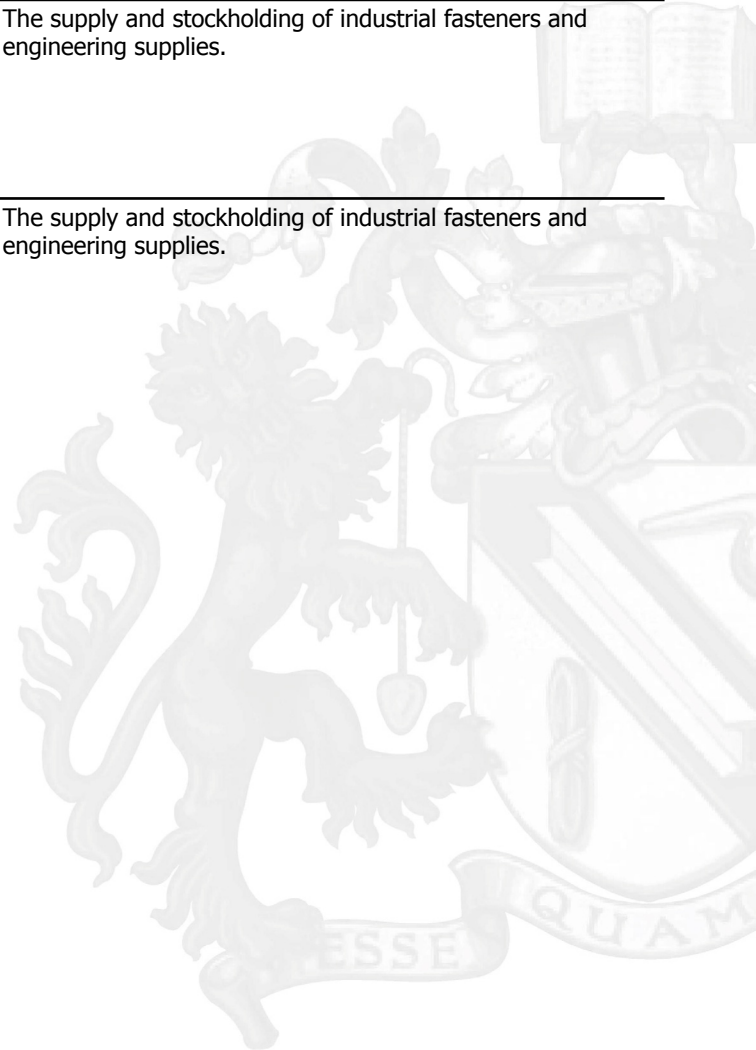 The supply and stockholding of industrial fasteners and
engineering supplies.
The supply and stockholding of industrial fasteners and
engineering supplies.
ESSE
QUAM